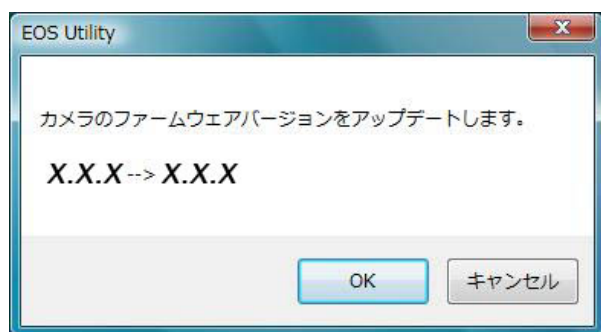 EOS Utility
カメラのファームウェアバージョンをアップデートします。
X.X.X --> X.X.X
OK
キャンセル